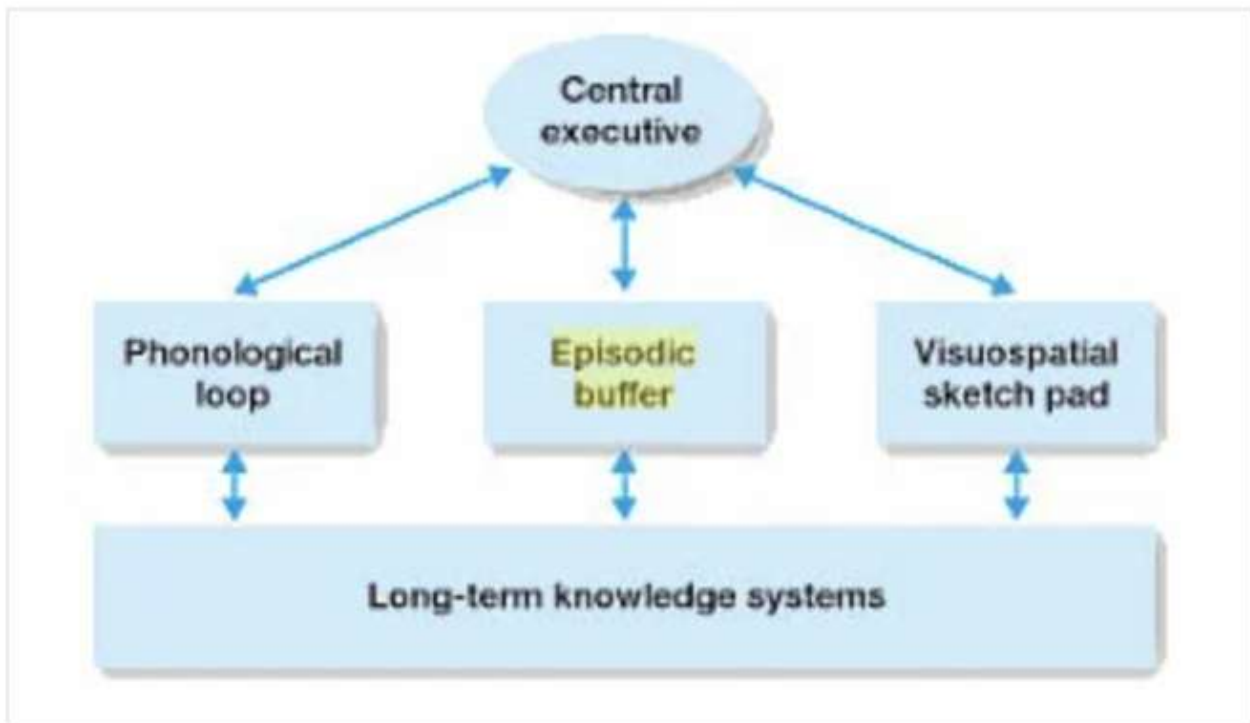 Central
executive
Phonological
loop
Episodic
buffer
Visuospatial
sketch pad
Long-term knowledge systems